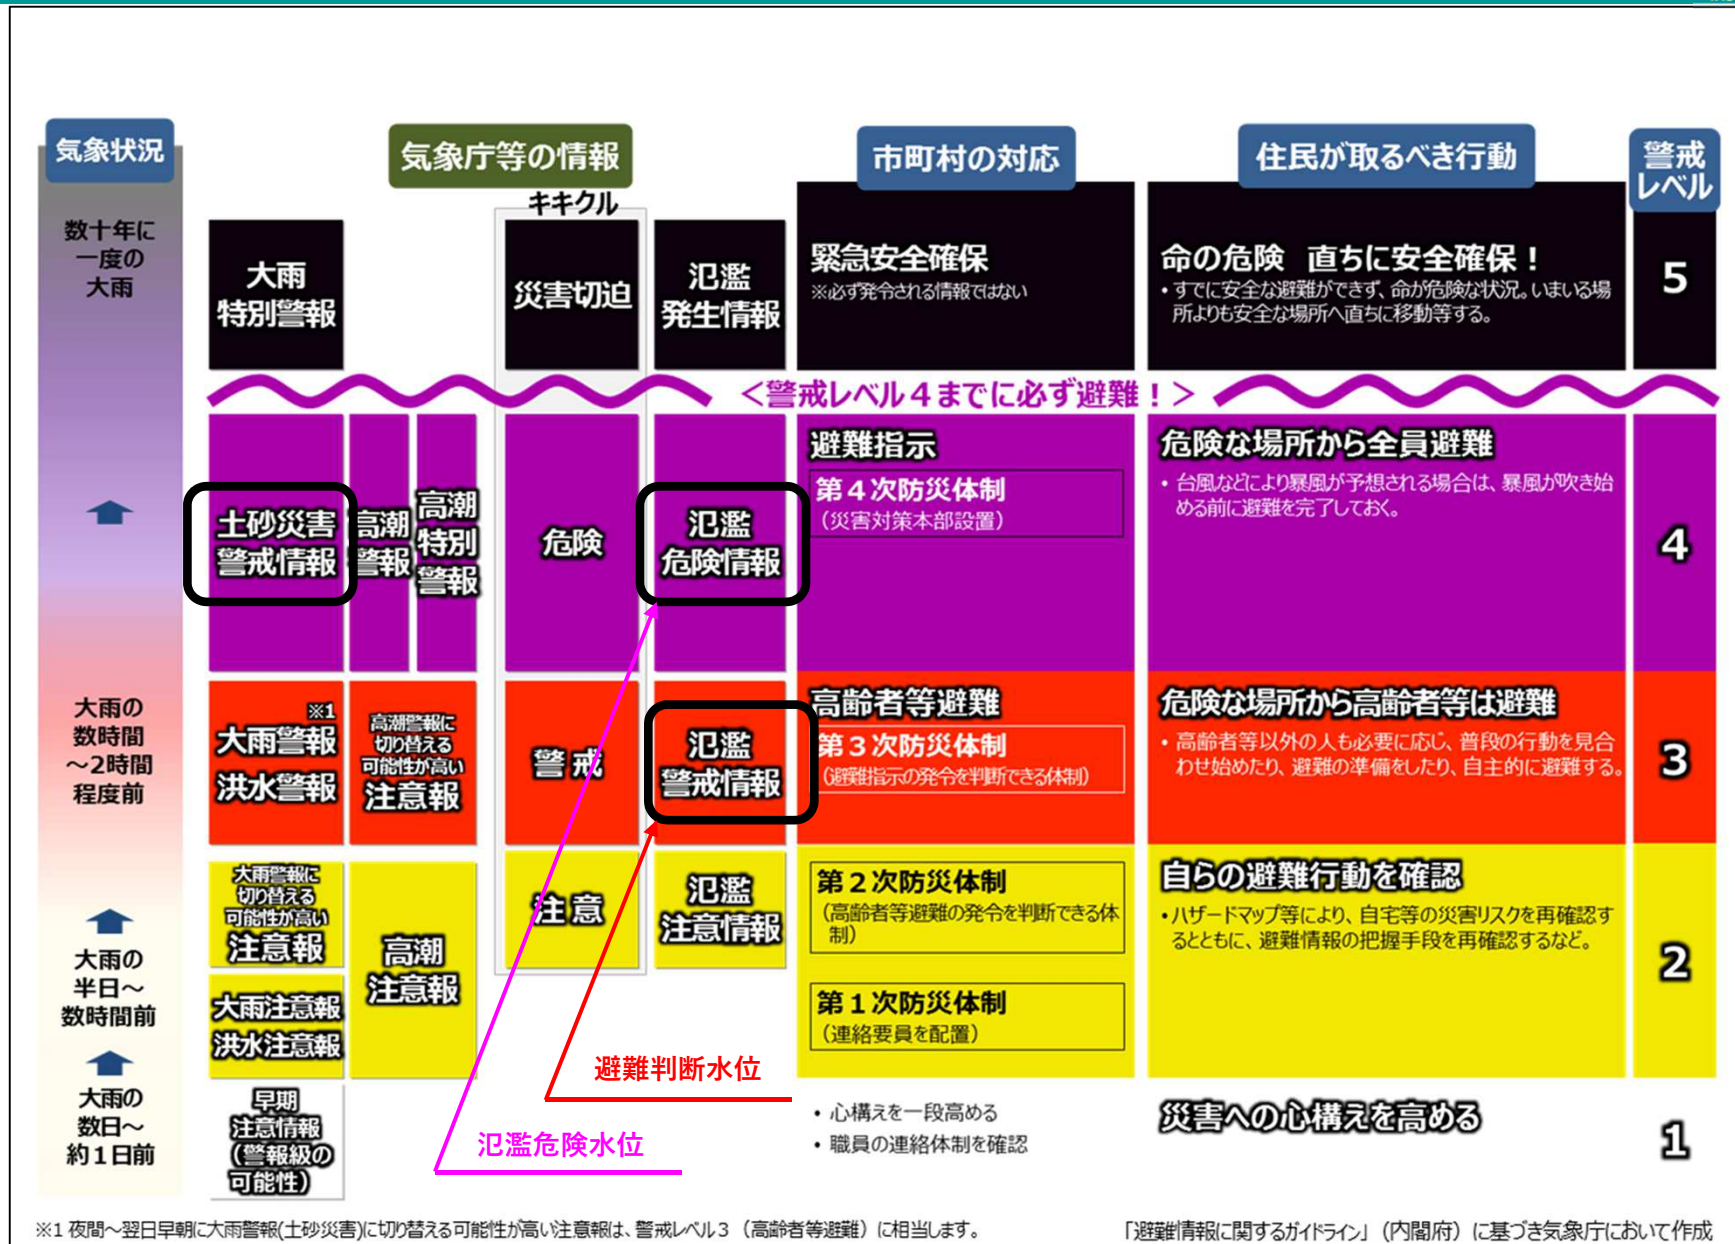 気象状況
気象庁等の情報
市町村の対応
住民が取るべき行動
警戒
レベル
キキクル
数十年に
一度の
大雨
大雨
特別警報
災害切迫
氾濫
発生情報
緊急安全確保
※必ず発令される情報ではない
命の危険 直ちに安全確保！
・すでに安全な避難ができず、命が危険な状況。いまいる場
所よりも安全な場所へ直ちに移動等する。
5
＜警戒レベル４までに必ず避難！＞
土砂災害
警戒情報
高潮
警報
高潮
特別
警報
危険
氾濫
危険情報
避難指示
第４次防災体制
（災害対策本部設置）
危険な場所から全員避難
・台風などにより暴風が予想される場合は、暴風が吹き始
める前に避難を完了しておく。
4
大雨の
数時間
～2時間
程度前
※1
大雨警報
洪水警報
高潮警報に
切り替える
可能性が高い
注意報
警戒
氾濫
警戒情報
高齢者等避難
第３次防災体制
（避難指示の発令を判断できる体制）
危険な場所から高齢者等は避難
・高齢者等以外の人も必要に応じ、普段の行動を見合
わせ始めたり、避難の準備をしたり、自主的に避難する。
3
大雨の
半日～
数時間前
大雨警報に
切り替える
可能性が高い
注意報
大雨注意報
洪水注意報
高潮
注意報
注意
氾濫
注意情報
第２次防災体制
（高齢者等避難の発令を判断できる体
制）
第１次防災体制
（連絡要員を配置）
自らの避難行動を確認
・ハザードマップ等により、自宅等の災害リスクを再確認す
るとともに、避難情報の把握手段を再確認するなど。
2
避難判断水位
氾濫危険水位
大雨の
数日～
約１日前
早期
注意情報
（警報級の
可能性）
・心構えを一段高める
・職員の連絡体制を確認
災害への心構えを高める
1
※1 夜間～翌日早朝に大雨警報(土砂災害)に切り替える可能性が高い注意報は、警戒レベル３（高齢者等避難）に相当します。
「避難情報に関するガイドライン」（内閣府）に基づき気象庁において作成